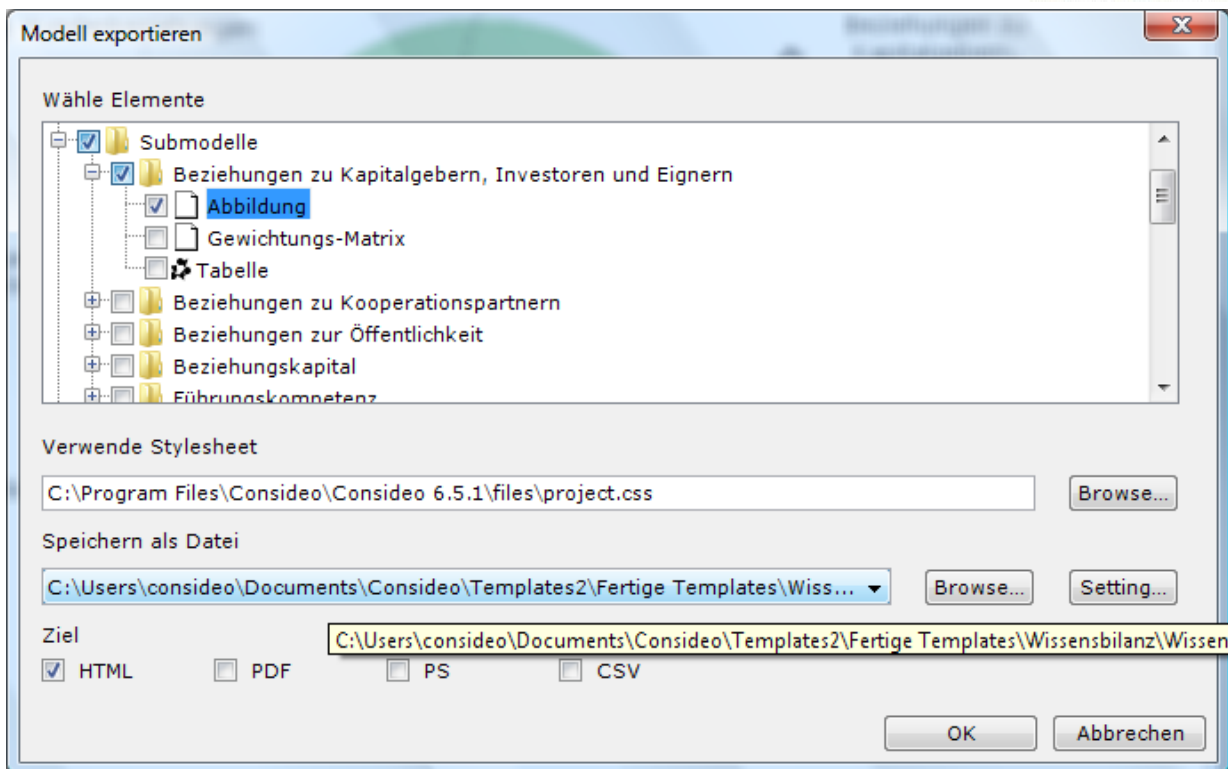 Modell exportieren
Wähle Elemente
Submodelle
Beziehungen zu Kapitalgebern, Investoren und Eignern
Abbildung
Gewichtungs-Matrix
Tabelle
Beziehungen zu Kooperationspartnern
Beziehungen zur Öffentlichkeit
Beziehungskapital
Führungskompetenz
Verwende Stylesheet
C:\Program Files\Consideo\Consideo 6.5.1\files\project.css
Browse...
Speichern als Datei
C:\Users\consideo\Documents\Consideo\Templates2\Fertige Templates\Wiss...
Browse...
Setting...
Ziel
C:\Users\consideo\Documents\Consideo\Templates2\Fertige Templates\Wissensbilanz\Wissen
HTML
PDF
PS
CSV
OK
Abbrechen